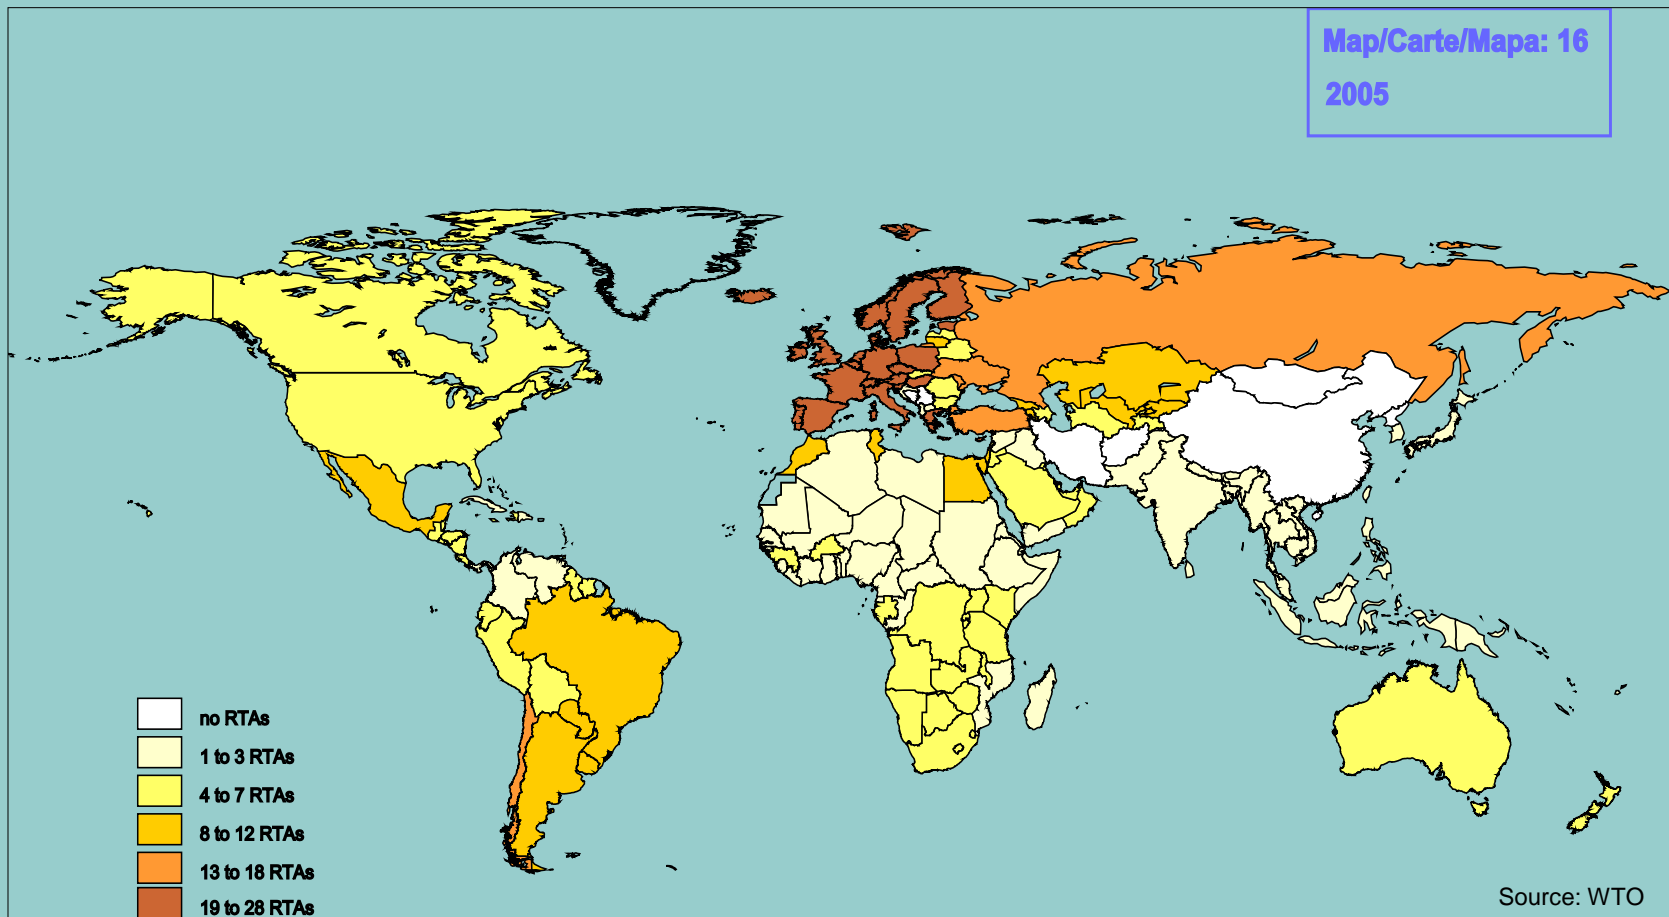 Map/Carte/Mapa: 16
2005
no RTAs
1 to 3 RTAs
4 to 7 RTAs
8 to 12 RTAs
13 to 18 RTAs
19 to 28 RTAs
Source: WTO